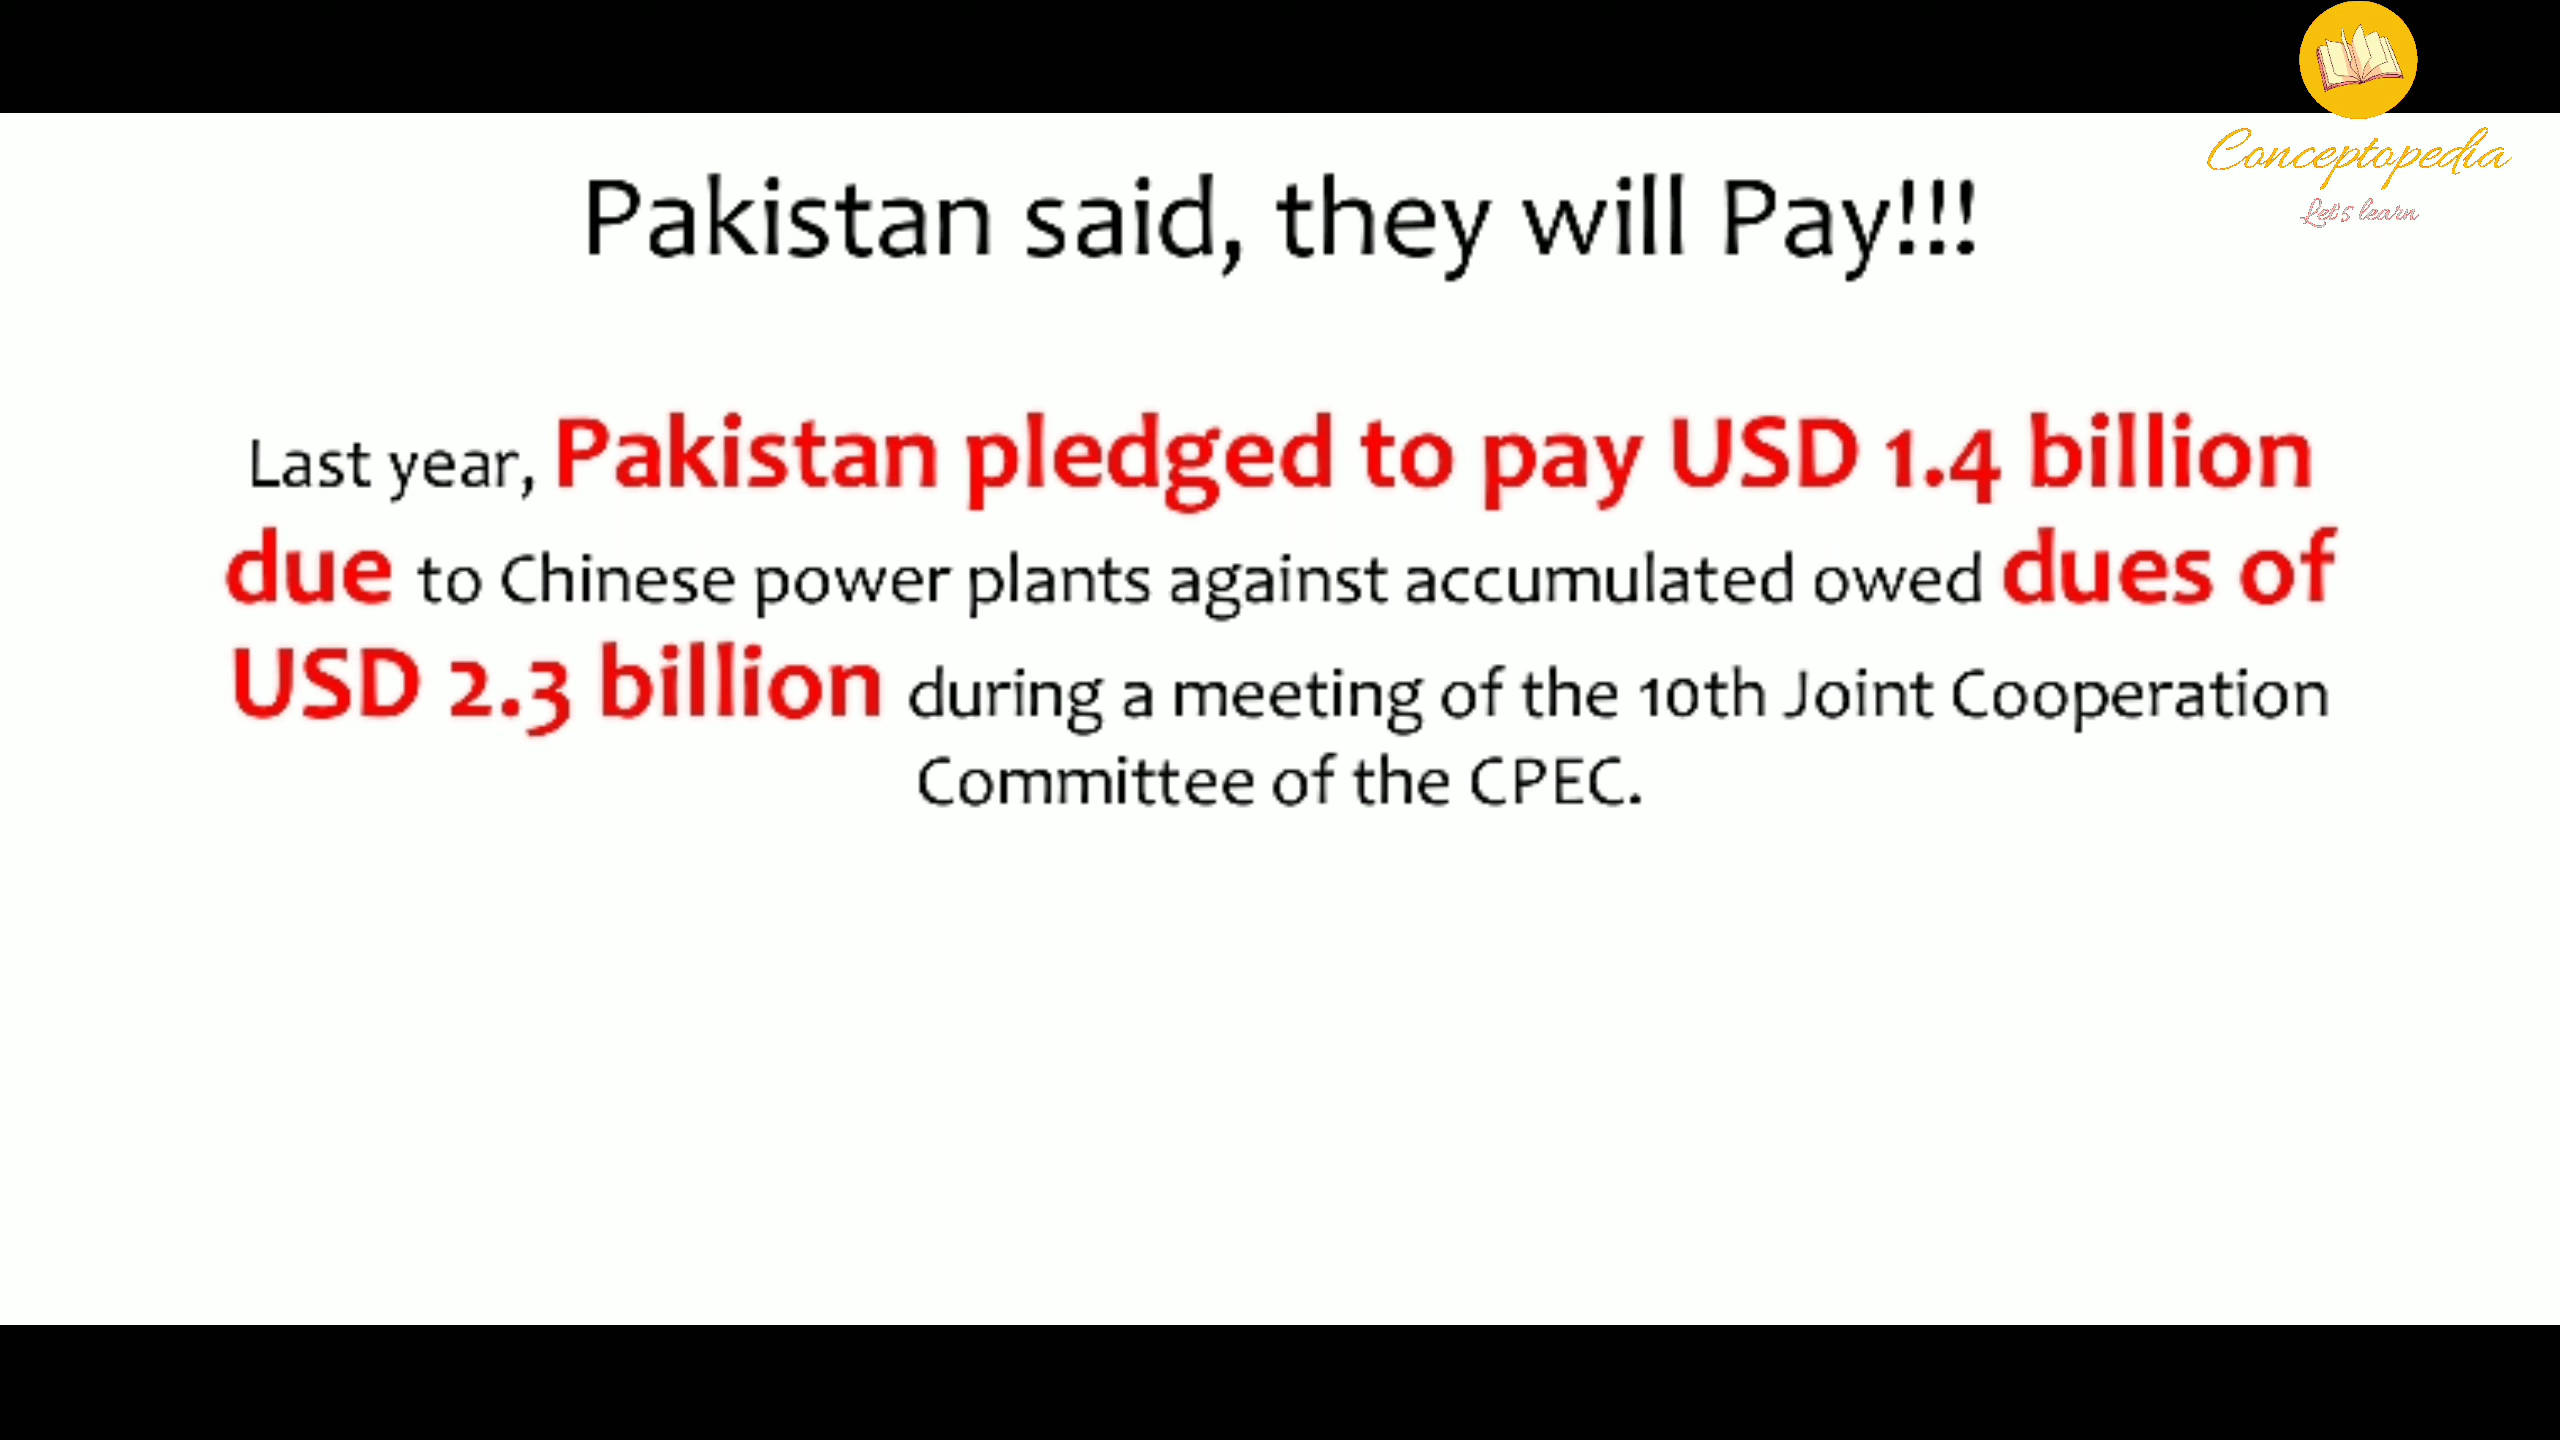 Conceptopedia
Let's learn
Pakistan said, they will Pay!!!
Last year, Pakistan pledged to pay USD 1.4 billion
due to Chinese power plants against accumulated owed dues of
USD 2.3 billion during a meeting of the 10th Joint Cooperation
Committee of the CPEC.